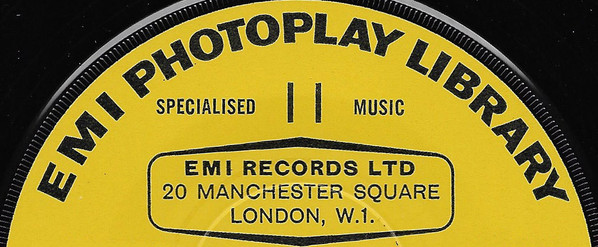 EMI PHOTOPLAY LIBRARY
SPECIALISED MUSIC
EMI RECORDS LTD
20 MANCHESTER SQUARE
LONDON, W.1.